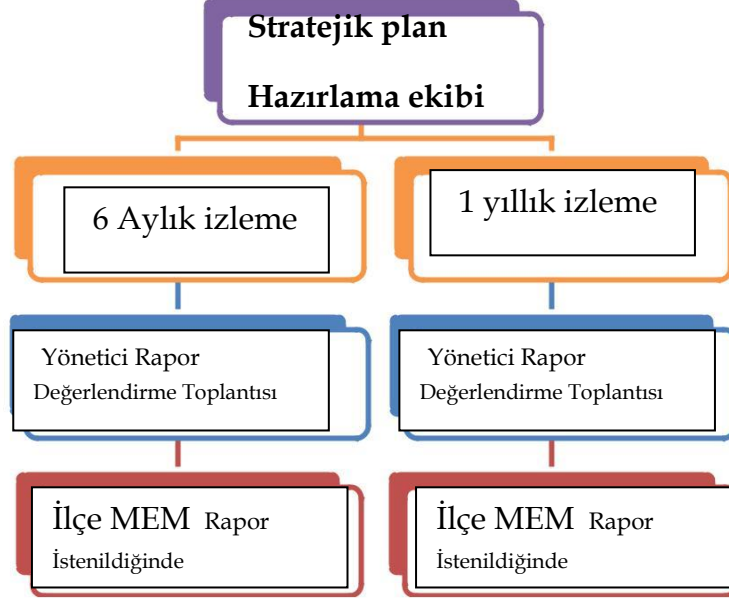 Stratejik plan
Hazırlama ekibi
6 Aylık izleme
1 yıllık izleme
Yönetici Rapor
Değerlendirme Toplantısı
Yönetici Rapor
Değerlendirme Toplantısı
İlçe MEM Rapor
İstenildiğinde
İlçe MEM Rapor
İstenildiğinde